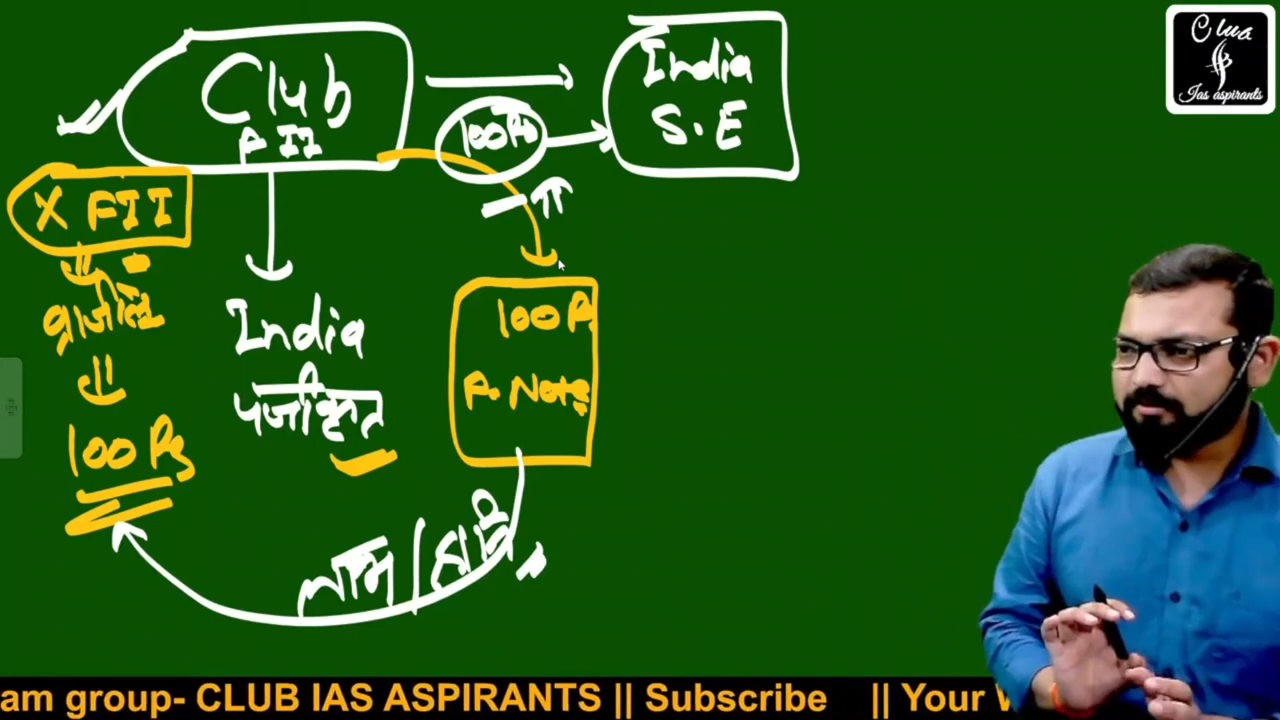 Club
FII
100 Rs
India
S.E
X FII
ब्राजील
100 Rs
India
पंजीकृत
100 R
P. Note
लाभ / हानि
Club
Ias aspirants
am group- CLUB IAS ASPIRANTS || Subscribe || Your W